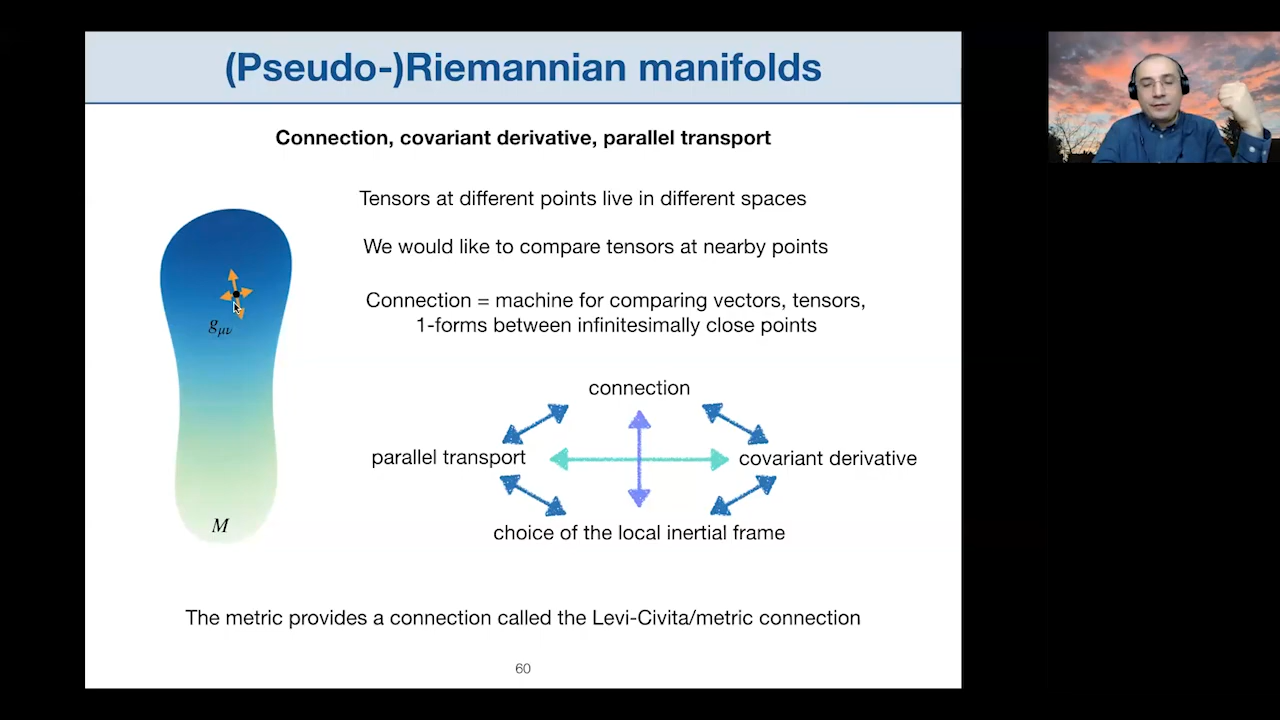 (Pseudo-)Riemannian manifolds
Connection, covariant derivative, parallel transport
Tensors at different points live in different spaces
We would like to compare tensors at nearby points
Connection = machine for comparing vectors, tensors,
1-forms between infinitesimally close points
g_{μν}
connection
parallel transport
covariant derivative
choice of the local inertial frame
M
The metric provides a connection called the Levi-Civita/metric connection
60